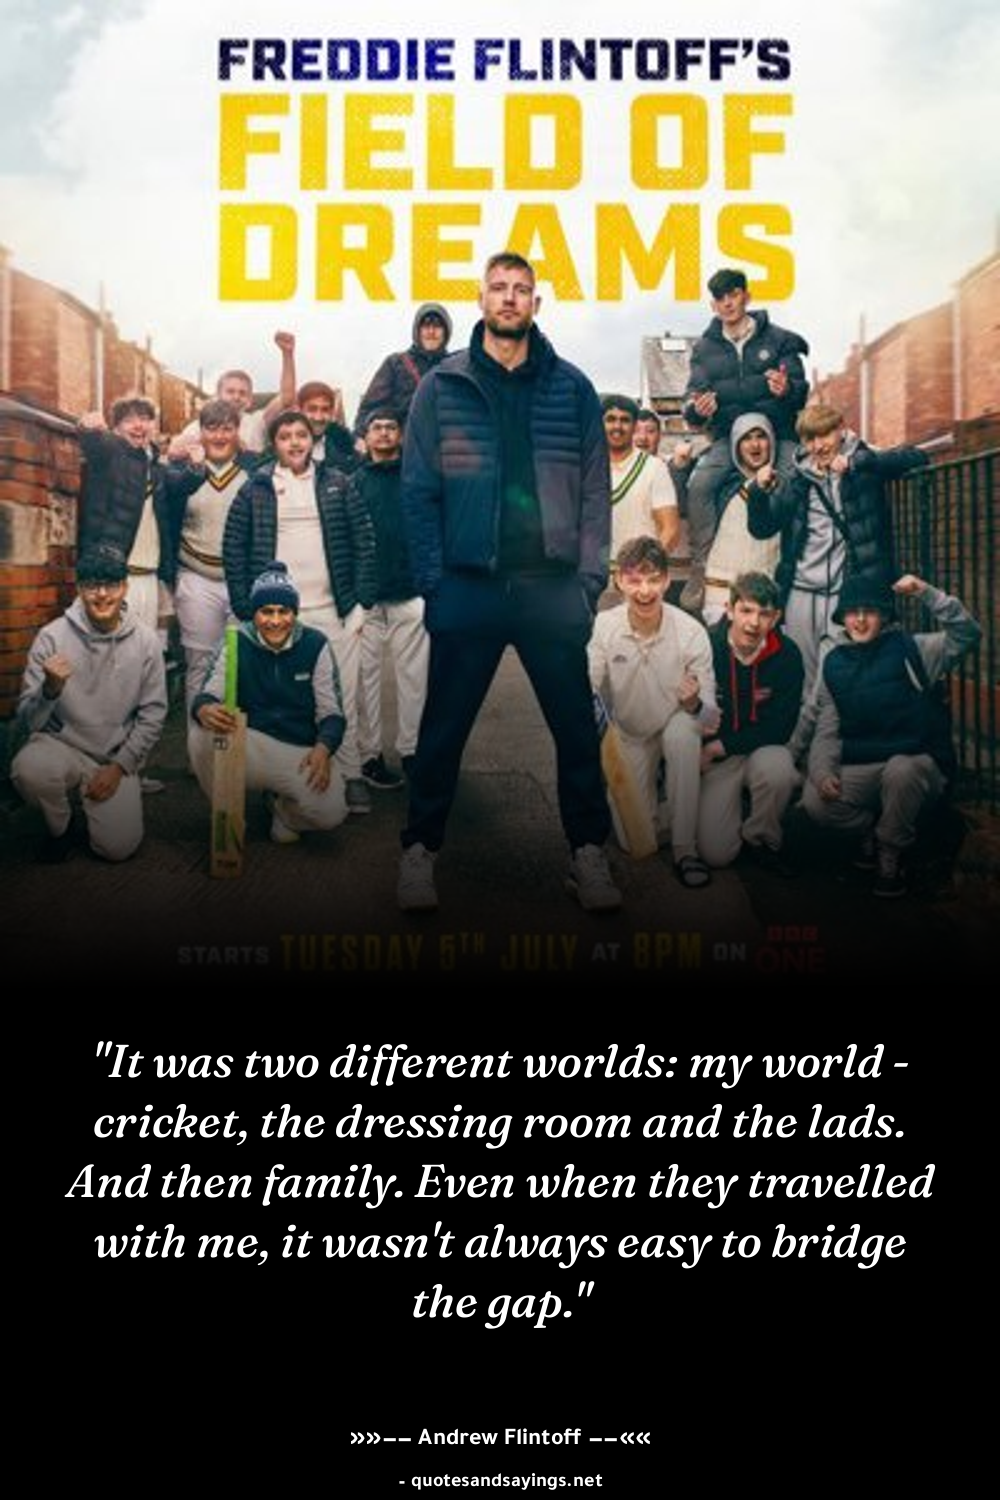 FREDDIE FLINTOFF'S
FIELD OF
DREAMS
STARTS TUESDAY 5TH JULY AT 8PM ON BBC ONE
"It was two different worlds: my world -
cricket, the dressing room and the lads.
And then family. Even when they travelled
with me, it wasn't always easy to bridge
the gap."
»»−− Andrew Flintoff −−««
- quotesandsayings.net